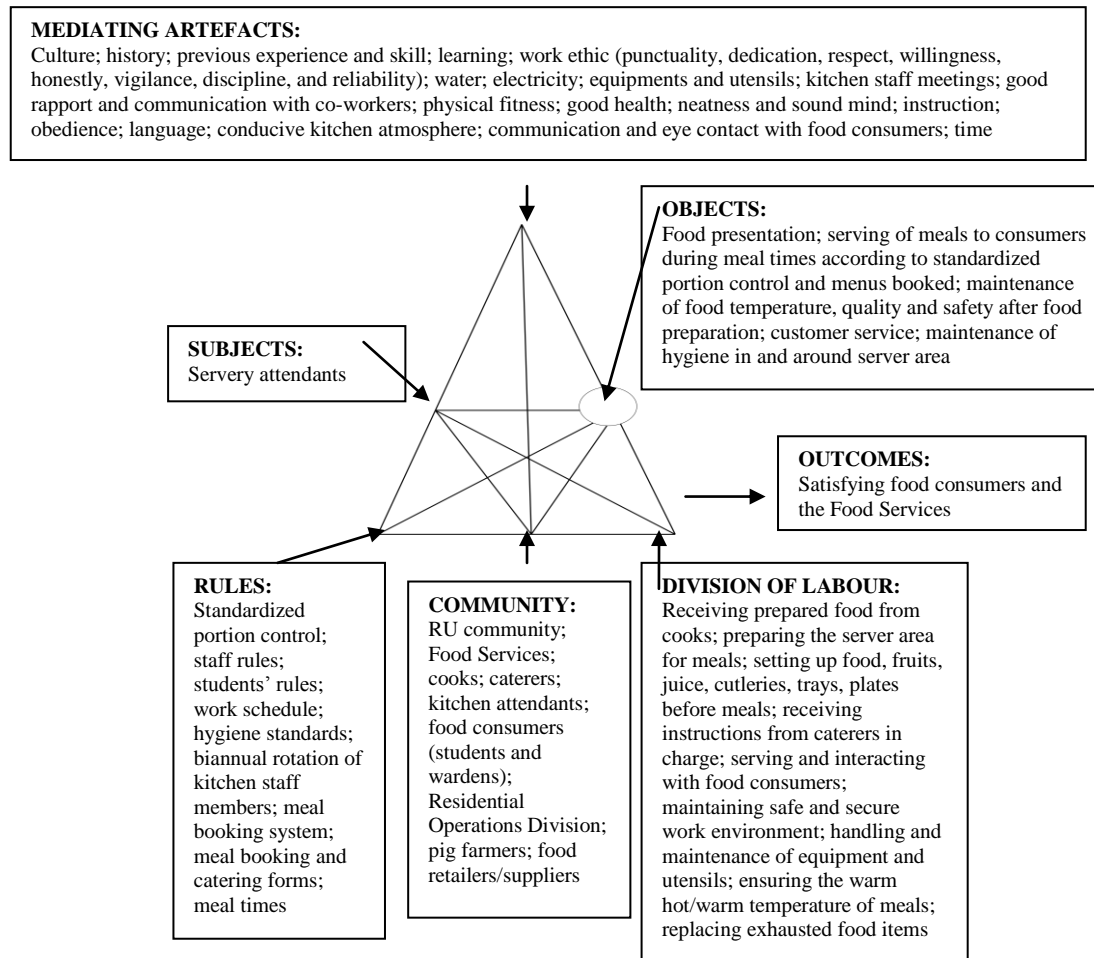 MEDIATING ARTEFACTS:
Culture; history; previous experience and skill; learning; work ethic (punctuality, dedication, respect, willingness,
honestly, vigilance, discipline, and reliability); water; electricity; equipments and utensils; kitchen staff meetings; good
rapport and communication with co-workers; physical fitness; good health; neatness and sound mind; instruction;
obedience; language; conducive kitchen atmosphere; communication and eye contact with food consumers; time
OBJECTS:
Food presentation; serving of meals to consumers
during meal times according to standardized
portion control and menus booked; maintenance
of food temperature, quality and safety after food
preparation; customer service; maintenance of
hygiene in and around server area
SUBJECTS:
Servery attendants
OUTCOMES:
Satisfying food consumers and
the Food Services
RULES:
Standardized
portion control;
staff rules;
students’ rules;
work schedule;
hygiene standards;
biannual rotation of
kitchen staff
members; meal
booking system;
meal booking and
catering forms;
meal times
COMMUNITY:
RU community;
Food Services;
cooks; caterers;
kitchen attendants;
food consumers
(students and
wardens);
Residential
Operations Division;
pig farmers; food
retailers/suppliers
DIVISION OF LABOUR:
Receiving prepared food from
cooks; preparing the server area
for meals; setting up food, fruits,
juice, cutleries, trays, plates
before meals; receiving
instructions from caterers in
charge; serving and interacting
with food consumers;
maintaining safe and secure
work environment; handling and
maintenance of equipment and
utensils; ensuring the warm
hot/warm temperature of meals;
replacing exhausted food items